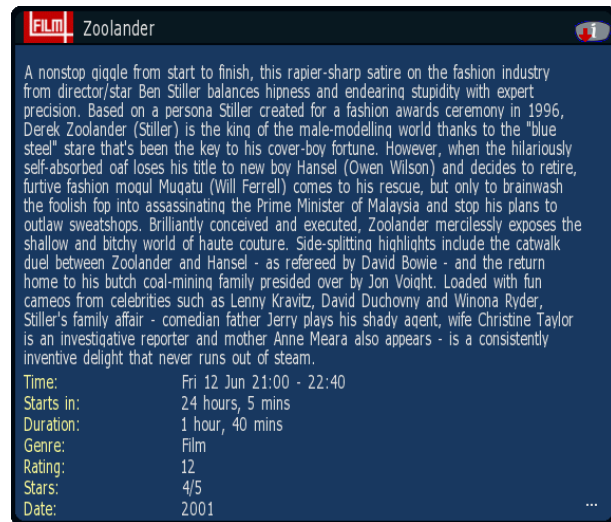 FILM Zoolander
i
A nonstop giggle from start to finish, this rapier-sharp satire on the fashion industry
from director/star Ben Stiller balances hipness and endearing stupidity with expert
precision. Based on a persona Stiller created for a fashion awards ceremony in 1996,
Derek Zoolander (Stiller) is the king of the male-modelling world thanks to the "blue
steel" stare that's been the key to his cover-boy fortune. However, when the hilariously
self-absorbed oaf loses his title to new boy Hansel (Owen Wilson) and decides to retire,
furtive fashion mogul Mugatu (Will Ferrell) comes to his rescue, but only to brainwash
the foolish fop into assassinating the Prime Minister of Malaysia and stop his plans to
outlaw sweatshops. Brilliantly conceived and executed, Zoolander mercilessly exposes the
shallow and bitchy world of haute couture. Side-splitting highlights include the catwalk
duel between Zoolander and Hansel - as refereed by David Bowie - and the return
home to his butch coal-mining family presided over by Jon Voight. Loaded with fun
cameos from celebrities such as Lenny Kravitz, David Duchovny and Winona Ryder,
Stiller's family affair - comedian father Jerry plays his shady agent, wife Christine Taylor
is an investigative reporter and mother Anne Meara also appears - is a consistently
inventive delight that never runs out of steam.
Time: Fri 12 Jun 21:00 - 22:40
Starts in: 24 hours, 5 mins
Duration: 1 hour, 40 mins
Genre: Film
Rating: 12
Stars: 4/5
Date: 2001 ...